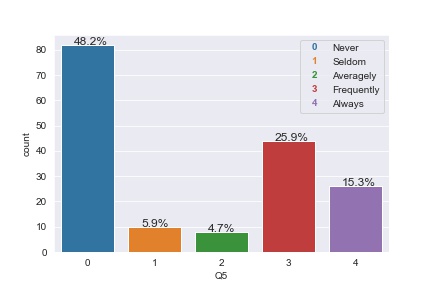 48.2%
5.9%
4.7%
25.9%
15.3%
0 Never
1 Seldom
2 Averagely
3 Frequently
4 Always
80
70
60
50
40
30
20
10
0
count
0 1 2 3 4
Q5